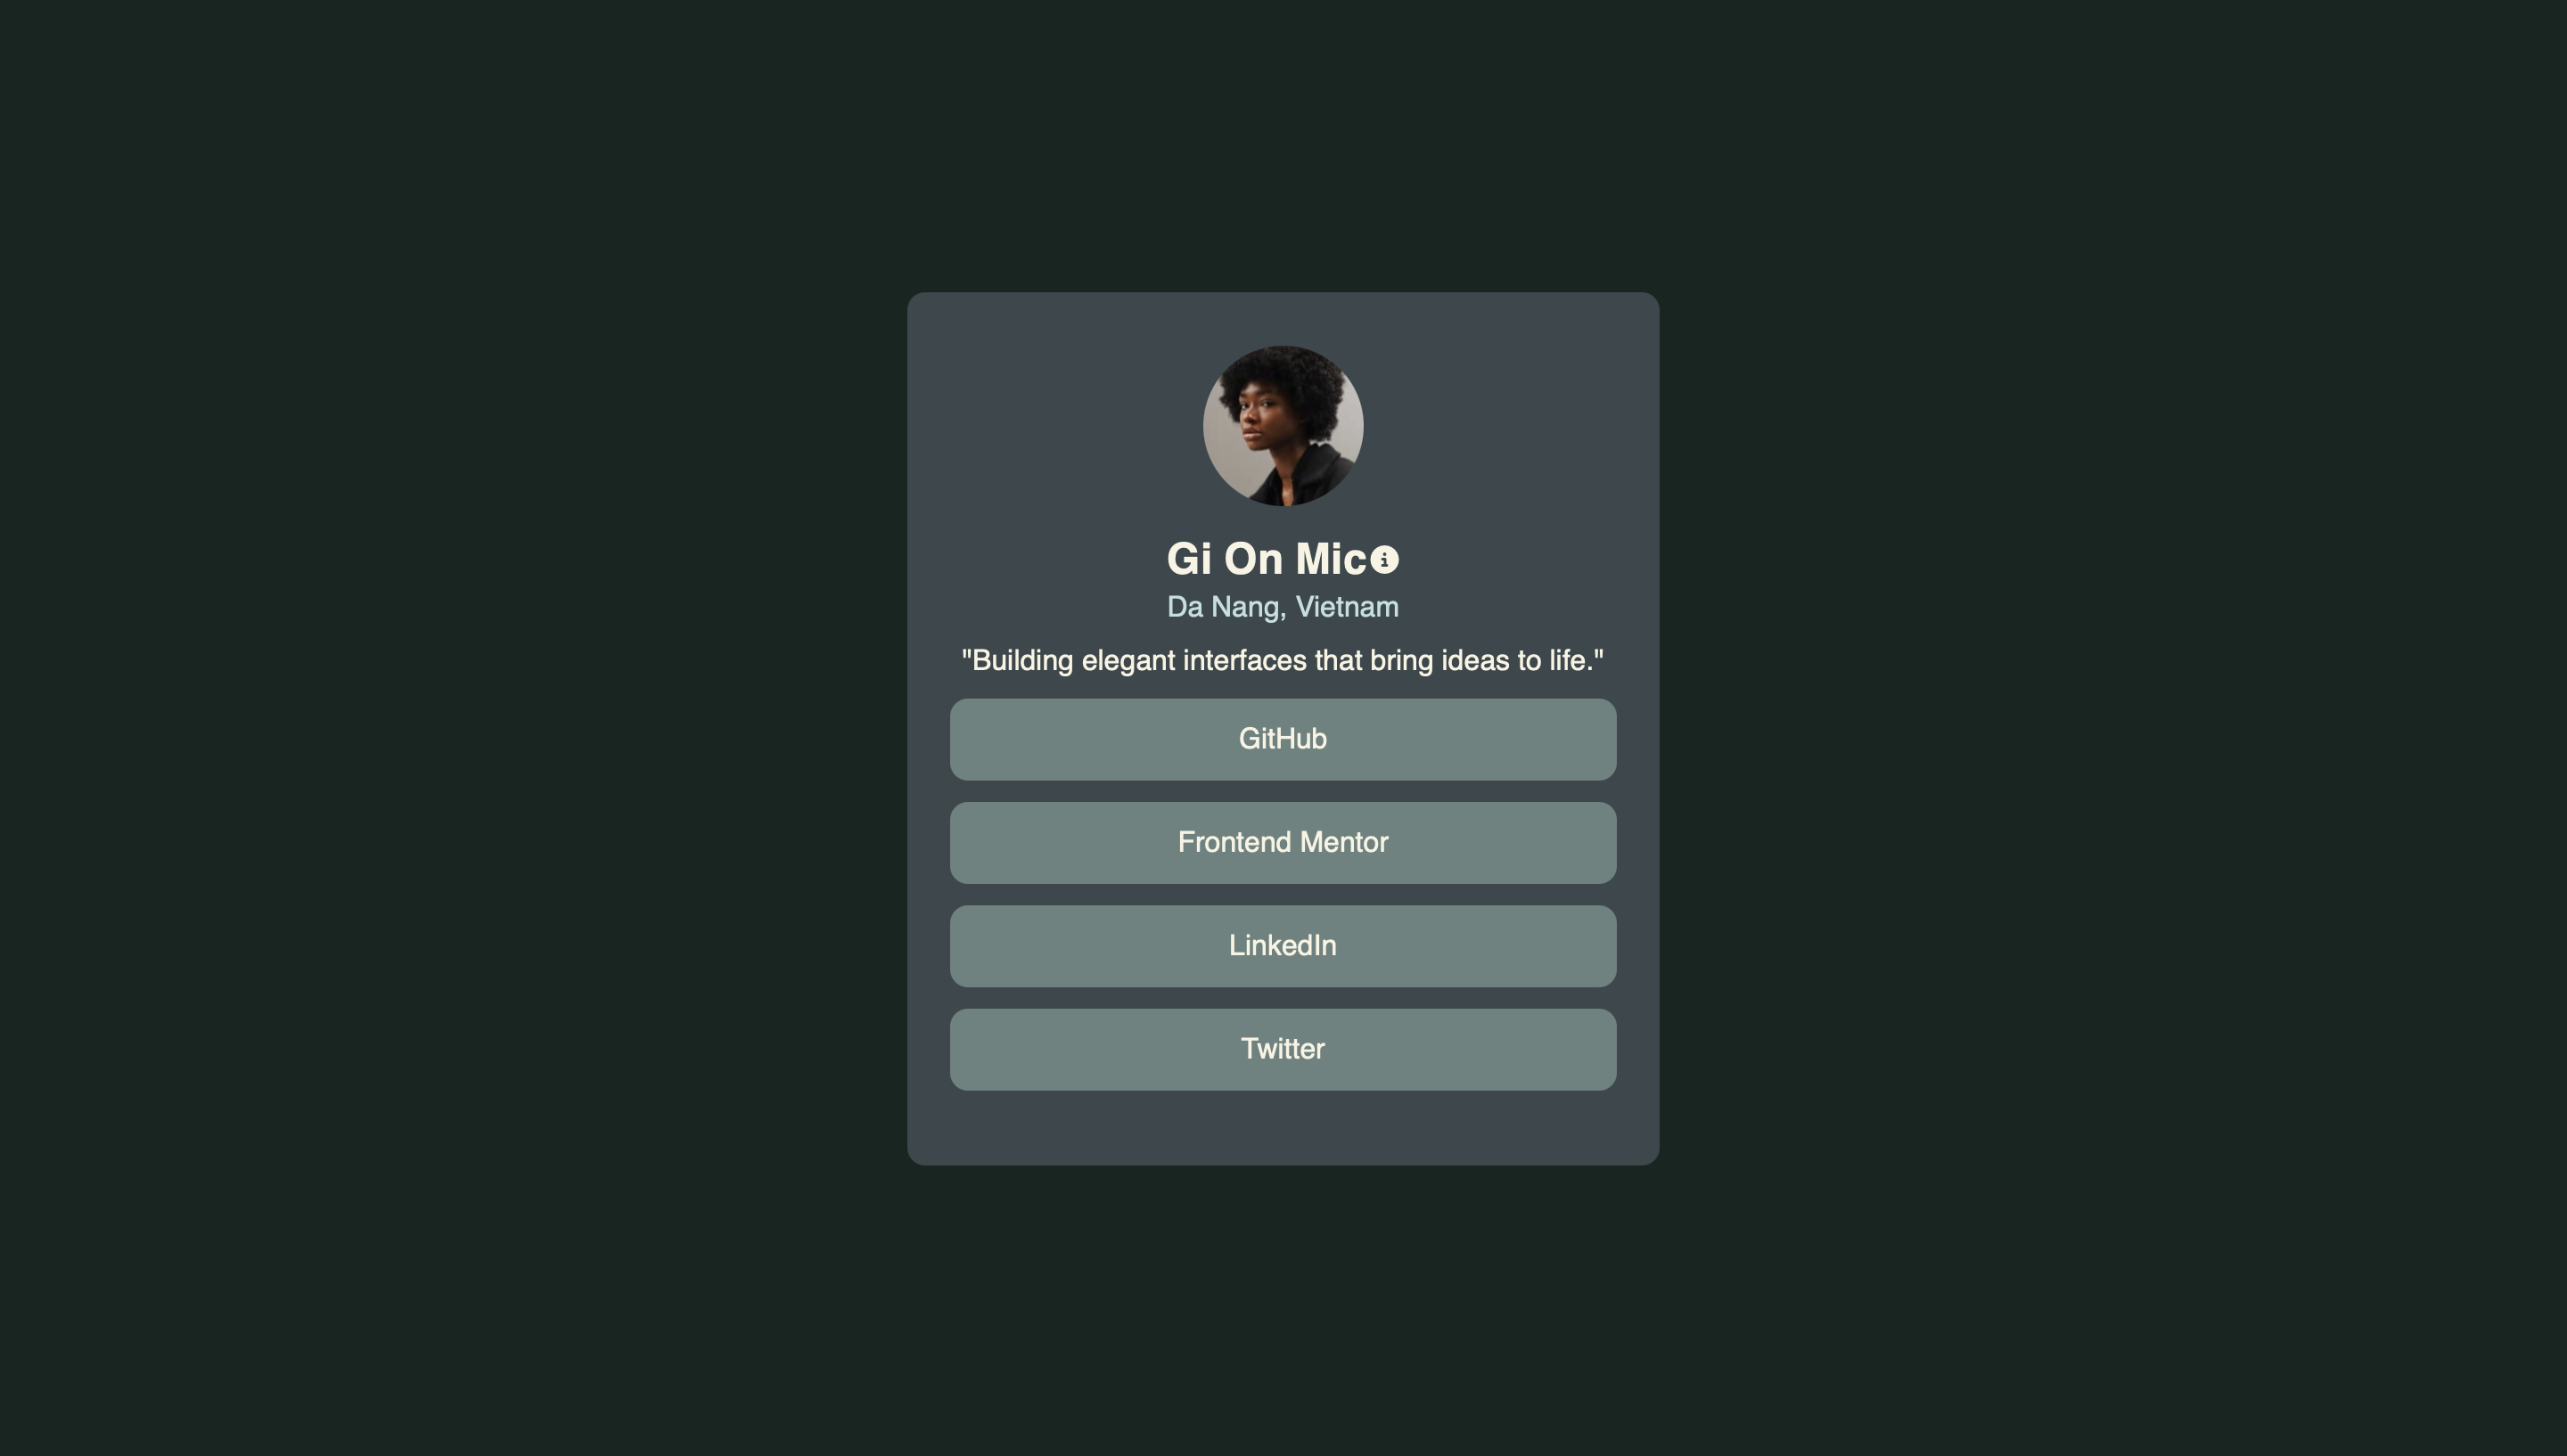 Gi On Mic
Da Nang, Vietnam
"Building elegant interfaces that bring ideas to life."
GitHub
Frontend Mentor
LinkedIn
Twitter